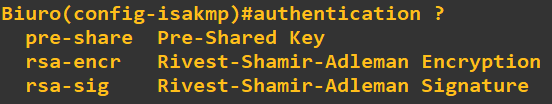 Biuro(config-isakmp)#authentication ?
  pre-share  Pre-Shared Key
  rsa-encr   Rivest-Shamir-Adleman Encryption
  rsa-sig    Rivest-Shamir-Adleman Signature